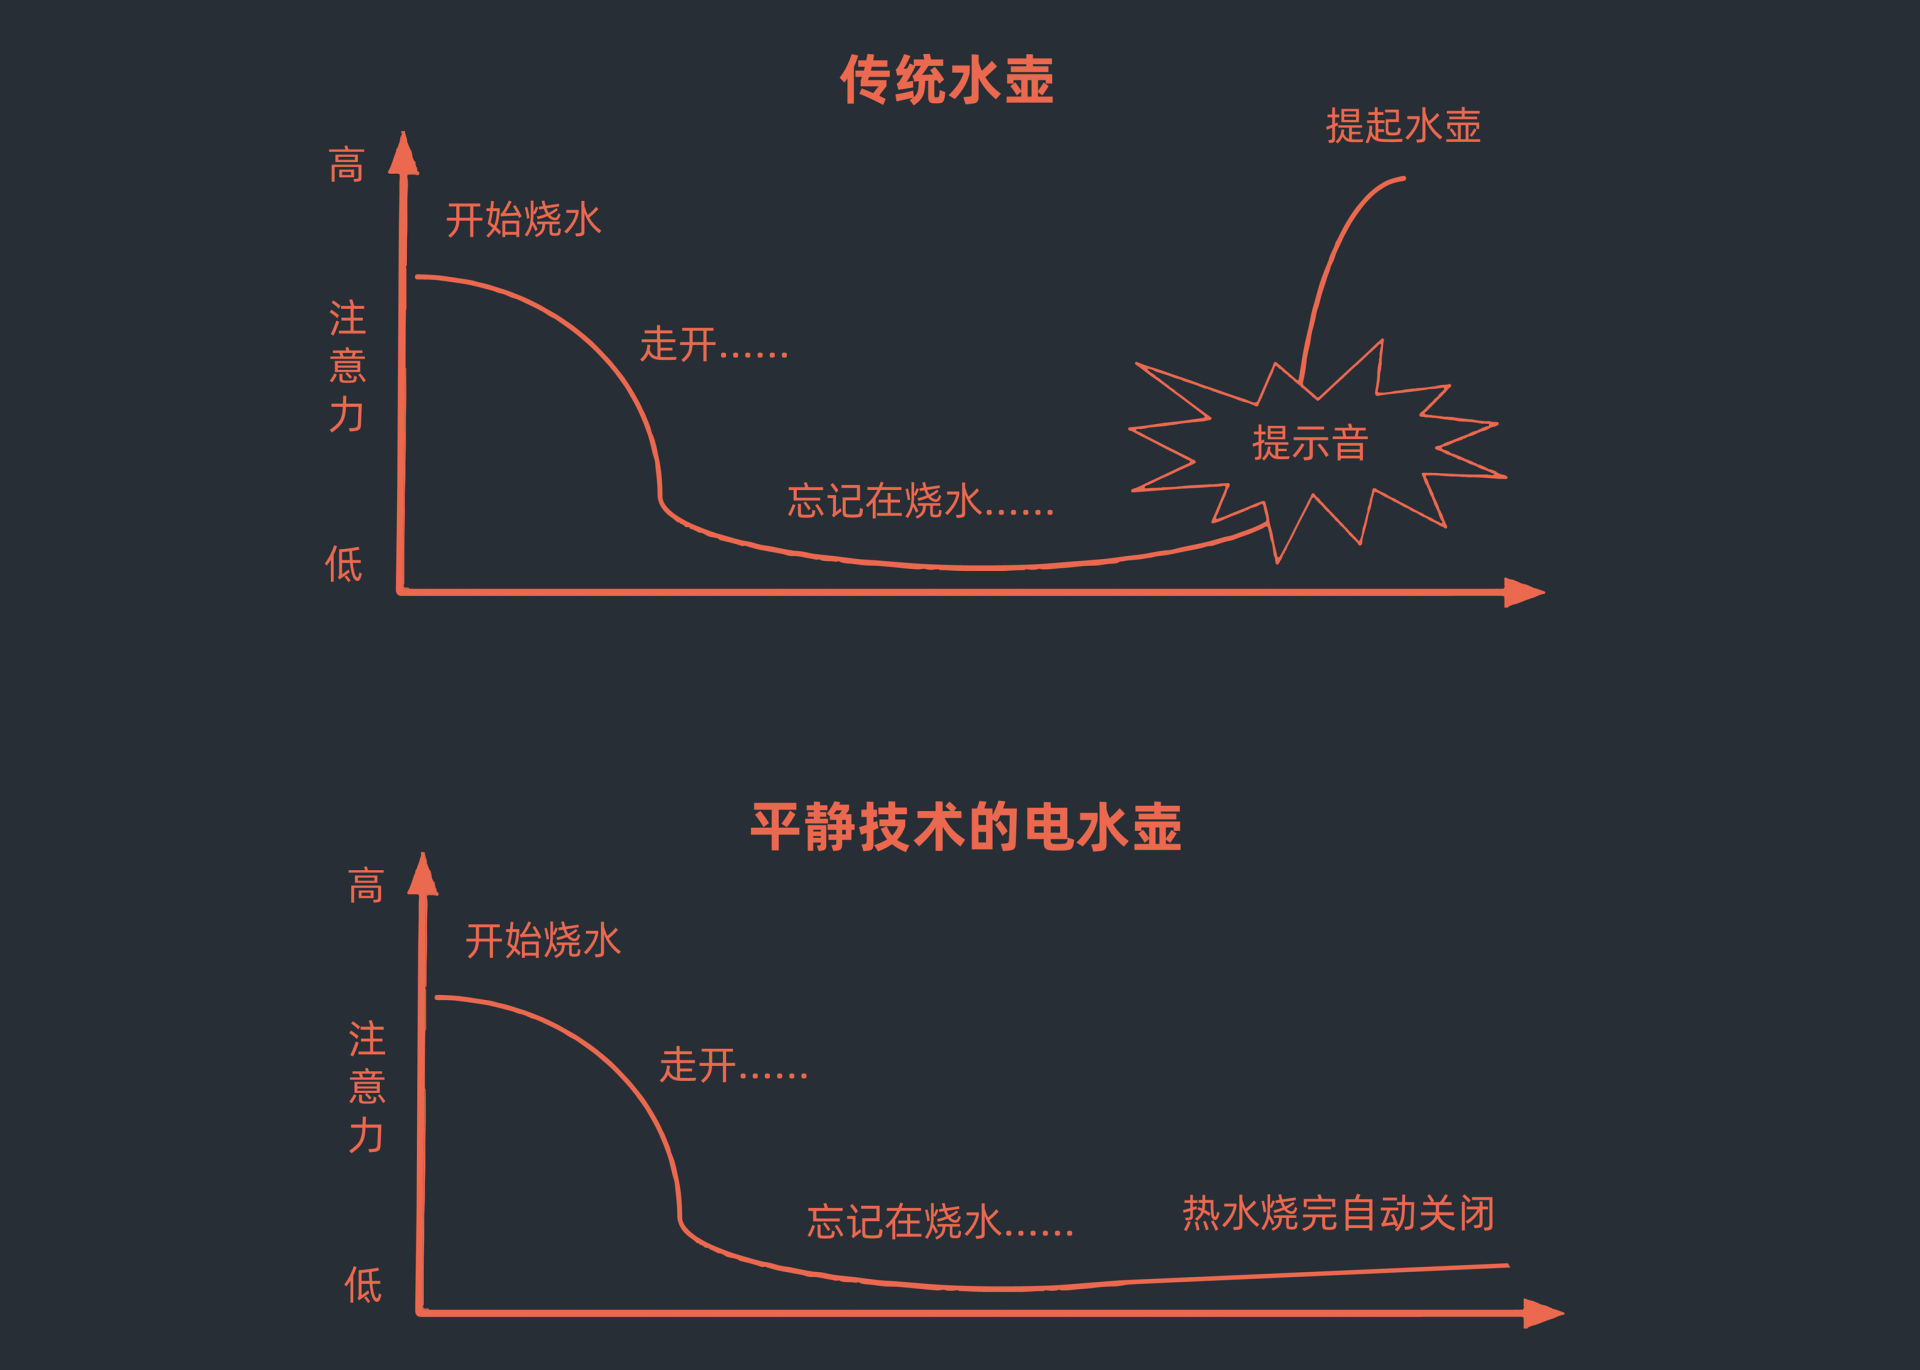 传统水壶
提起水壶
高
开始烧水
注意力
走开……
提示音
忘记在烧水……
低
平静技术的电水壶
高
开始烧水
注意力
走开……
忘记在烧水……
热水烧完自动关闭
低